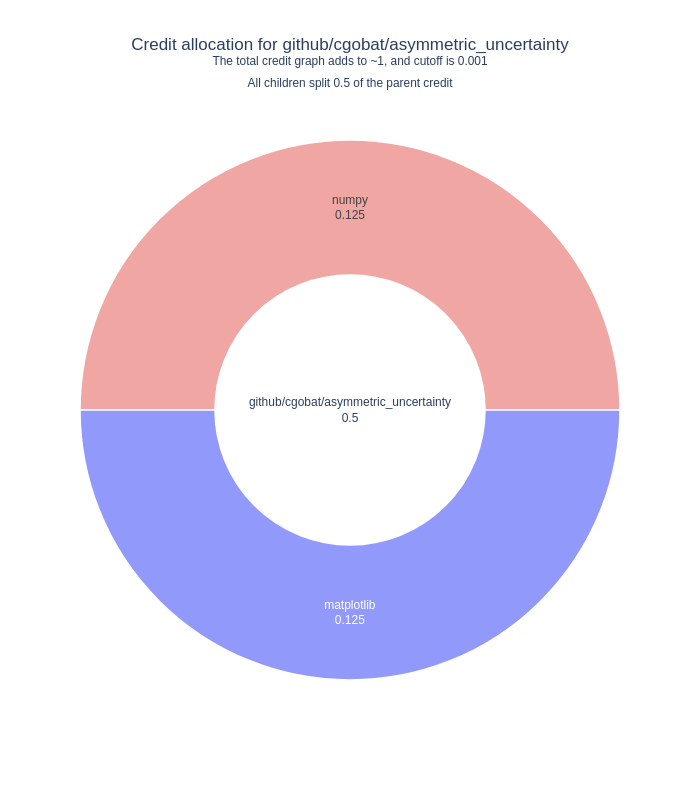 Credit allocation for github/cgobat/asymmetric_uncertainty
The total credit graph adds to ~1, and cutoff is 0.001
All children split 0.5 of the parent credit
numpy
0.125
github/cgobat/asymmetric_uncertainty
0.5
matplotlib
0.125